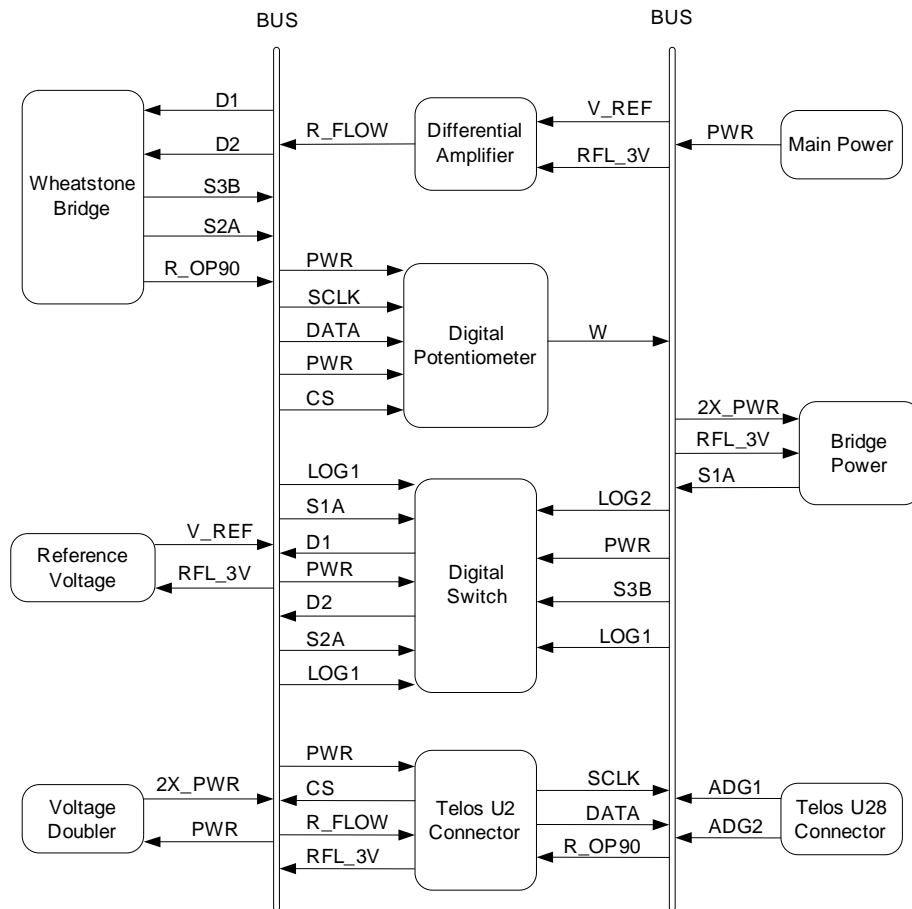 BUS
BUS
D1
D2
S3B
S2A
R_OP90
Wheatstone
Bridge
R_FLOW
Differential
Amplifier
V_REF
RFL_3V
PWR
Main Power
PWR
SCLK
DATA
PWR
CS
Digital
Potentiometer
W
2X_PWR
RFL_3V
S1A
Bridge
Power
LOG1
S1A
D1
PWR
D2
S2A
LOG1
Digital
Switch
LOG2
PWR
S3B
LOG1
Reference
Voltage
V_REF
RFL_3V
Voltage
Doubler
2X_PWR
PWR
PWR
CS
R_FLOW
RFL_3V
Telos U2
Connector
SCLK
DATA
R_OP90
ADG1
ADG2
Telos U28
Connector